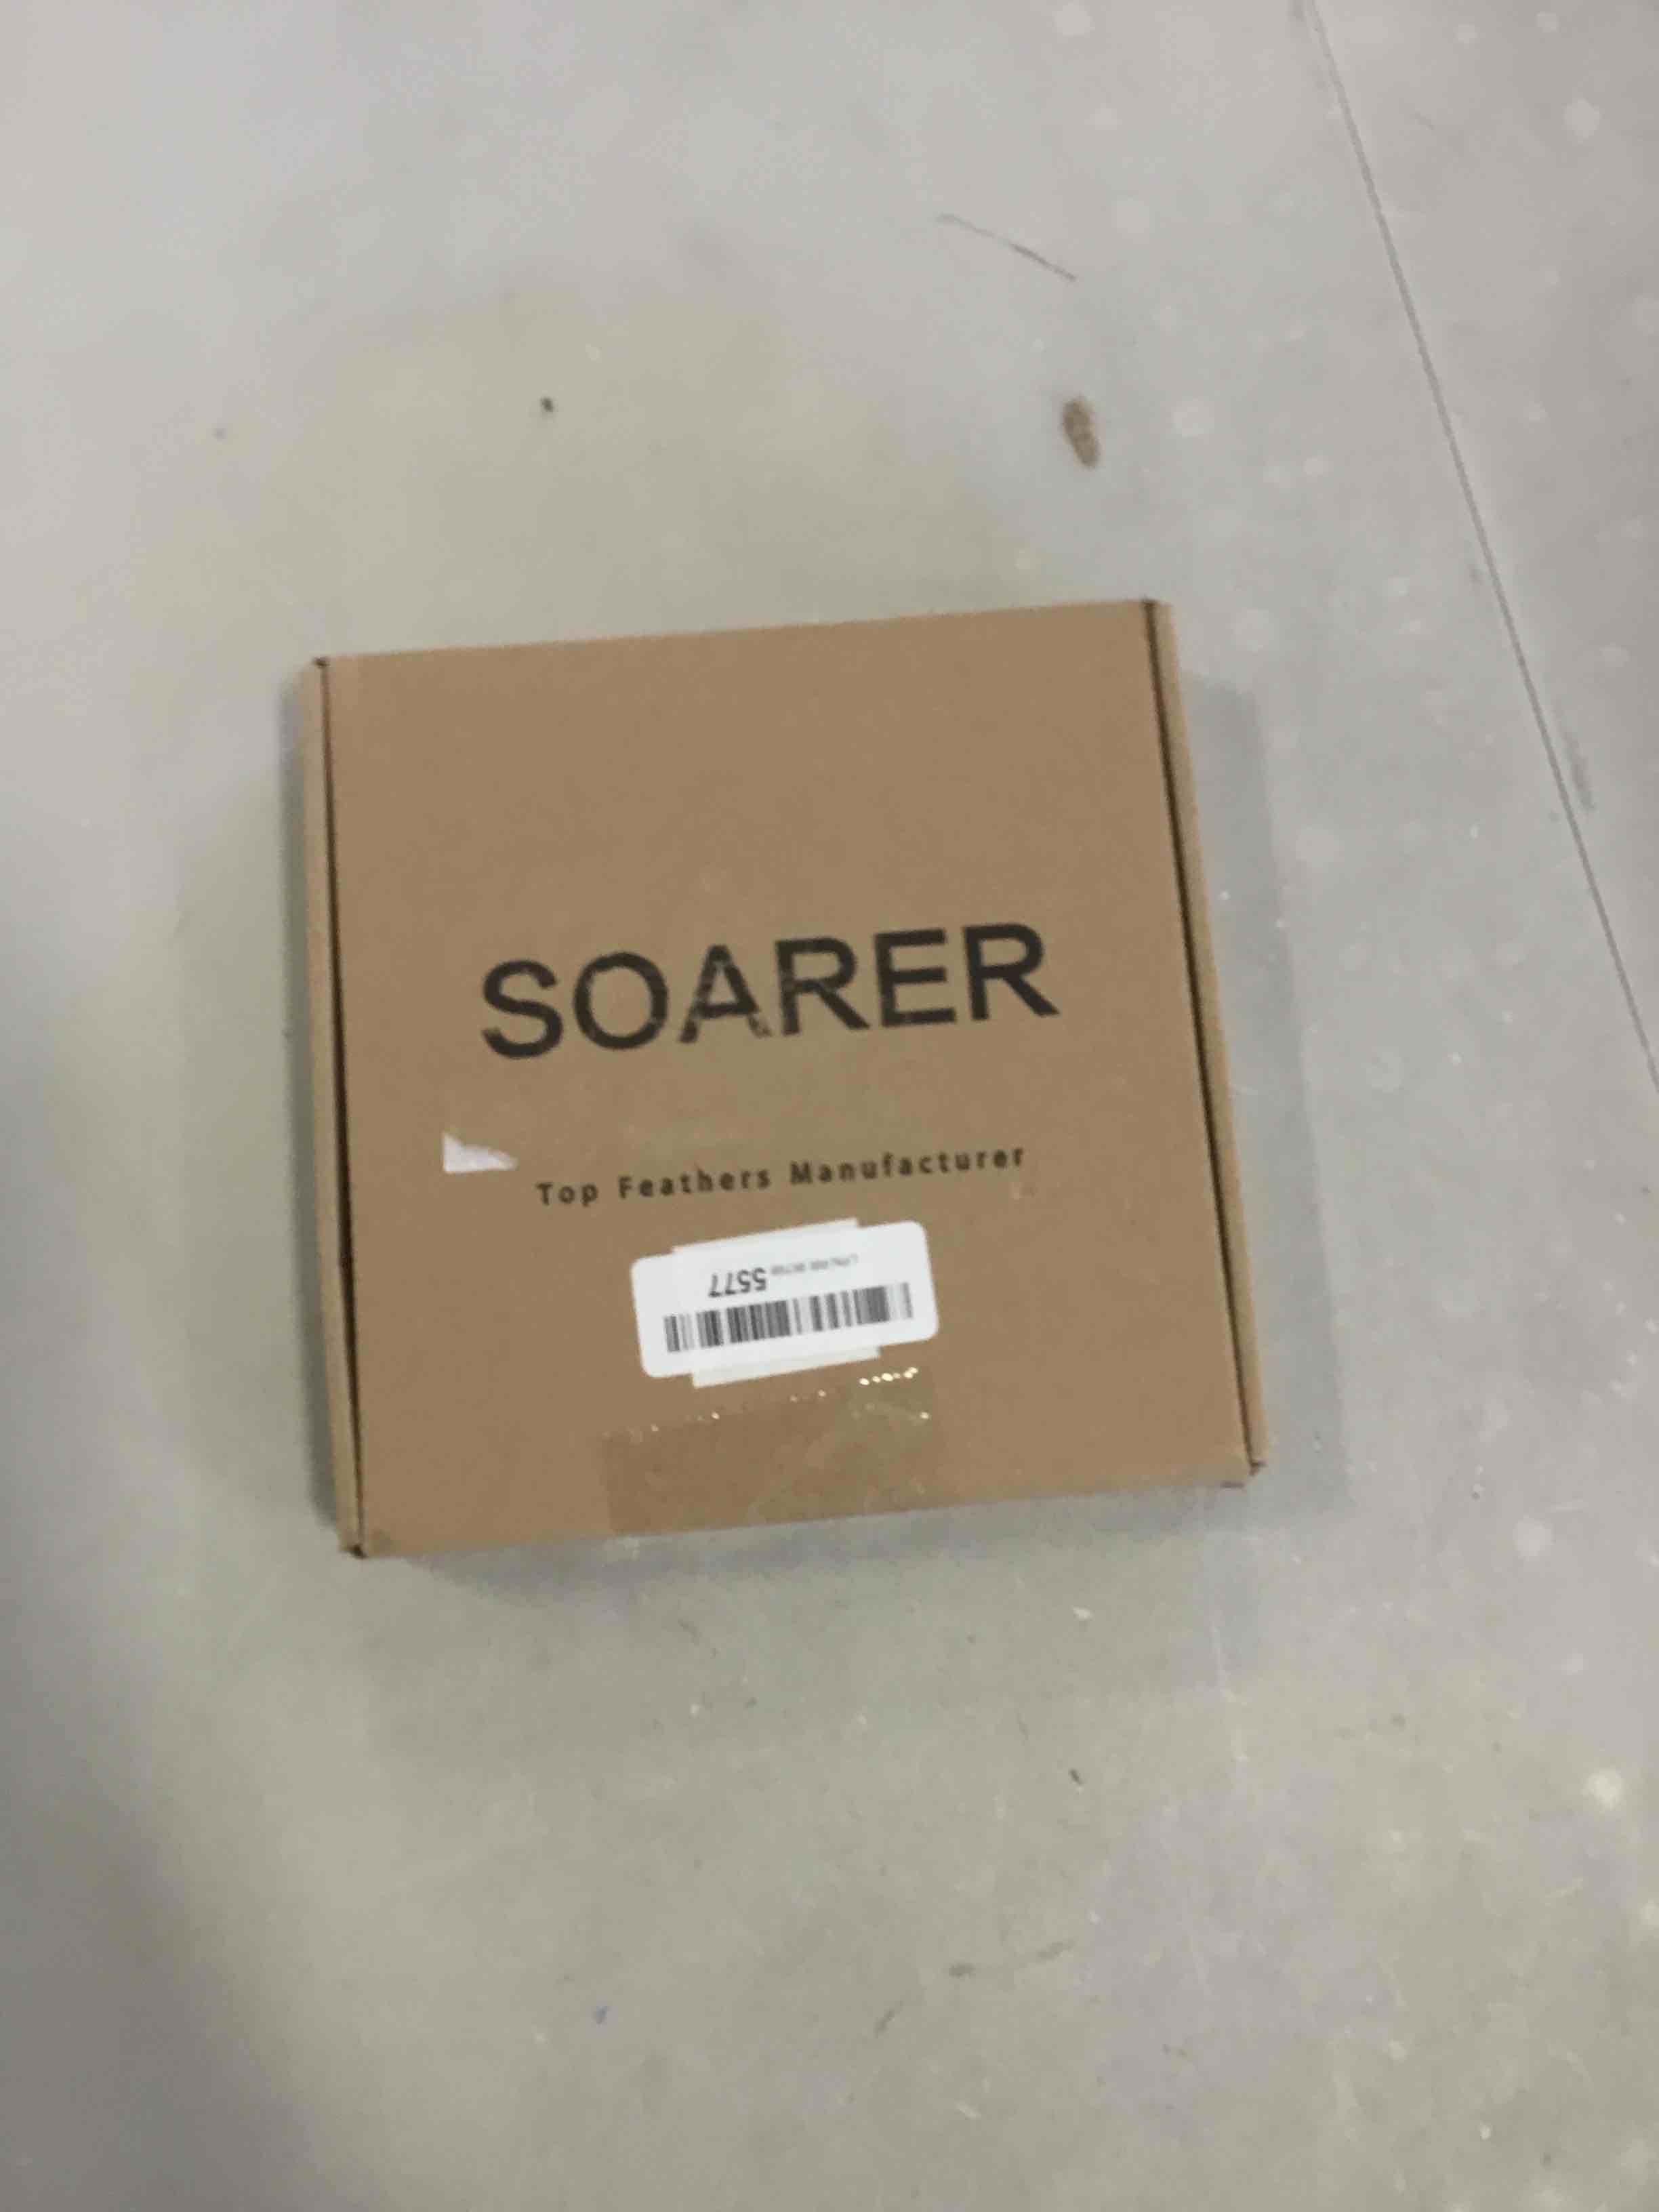 SOARER
Top Feathers Manufacturer
5577